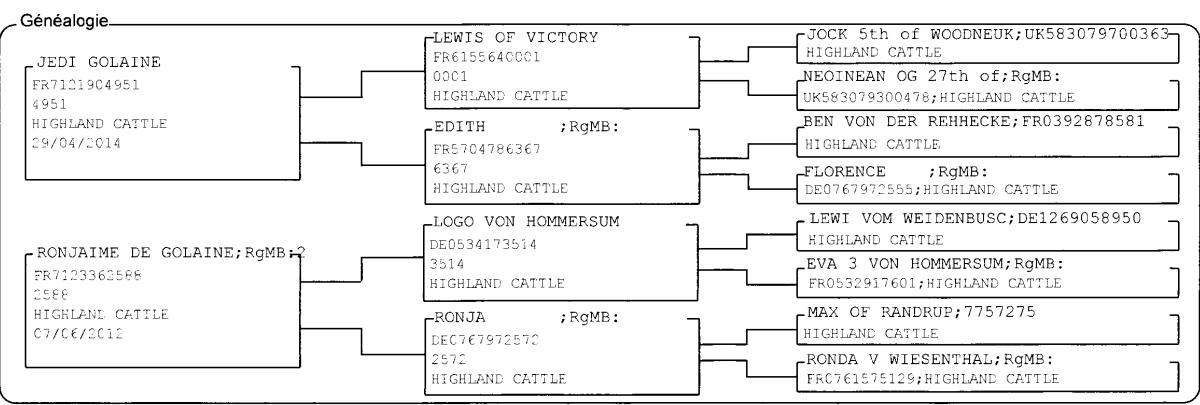 Généalogie
JEDI GOLAINE
FR7121904951
4951
HIGHLAND CATTLE
29/04/2014
RONJAIME DE GOLAINE;RgMB:2
FR7123362588
2588
HIGHLAND CATTLE
07/06/2012
LEWIS OF VICTORY
FR6155640001
0001
HIGHLAND CATTLE
EDITH ;RgMB:
FR5704786367
6367
HIGHLAND CATTLE
LOGO VON HOMMERSUM
DE0534173514
3514
HIGHLAND CATTLE
RONJA ;RgMB:
DE0767972572
2572
HIGHLAND CATTLE
JOCK 5th of WOODNEUK;UK583079700363
HIGHLAND CATTLE
NEOINEAN OG 27th of;RgMB:
UK583079300478;HIGHLAND CATTLE
BEN VON DER REHHECKE;FR0392878581
HIGHLAND CATTLE
FLORENCE ;RgMB:
DE0767972555;HIGHLAND CATTLE
LEWI VOM WEIDENBUSC;DE1269058950
HIGHLAND CATTLE
EVA 3 VON HOMMERSUM;RgMB:
FR0532917601;HIGHLAND CATTLE
MAX OF RANDRUP;7757275
HIGHLAND CATTLE
RONDA V WIESENTHAL;RgMB:
FR0761575129;HIGHLAND CATTLE